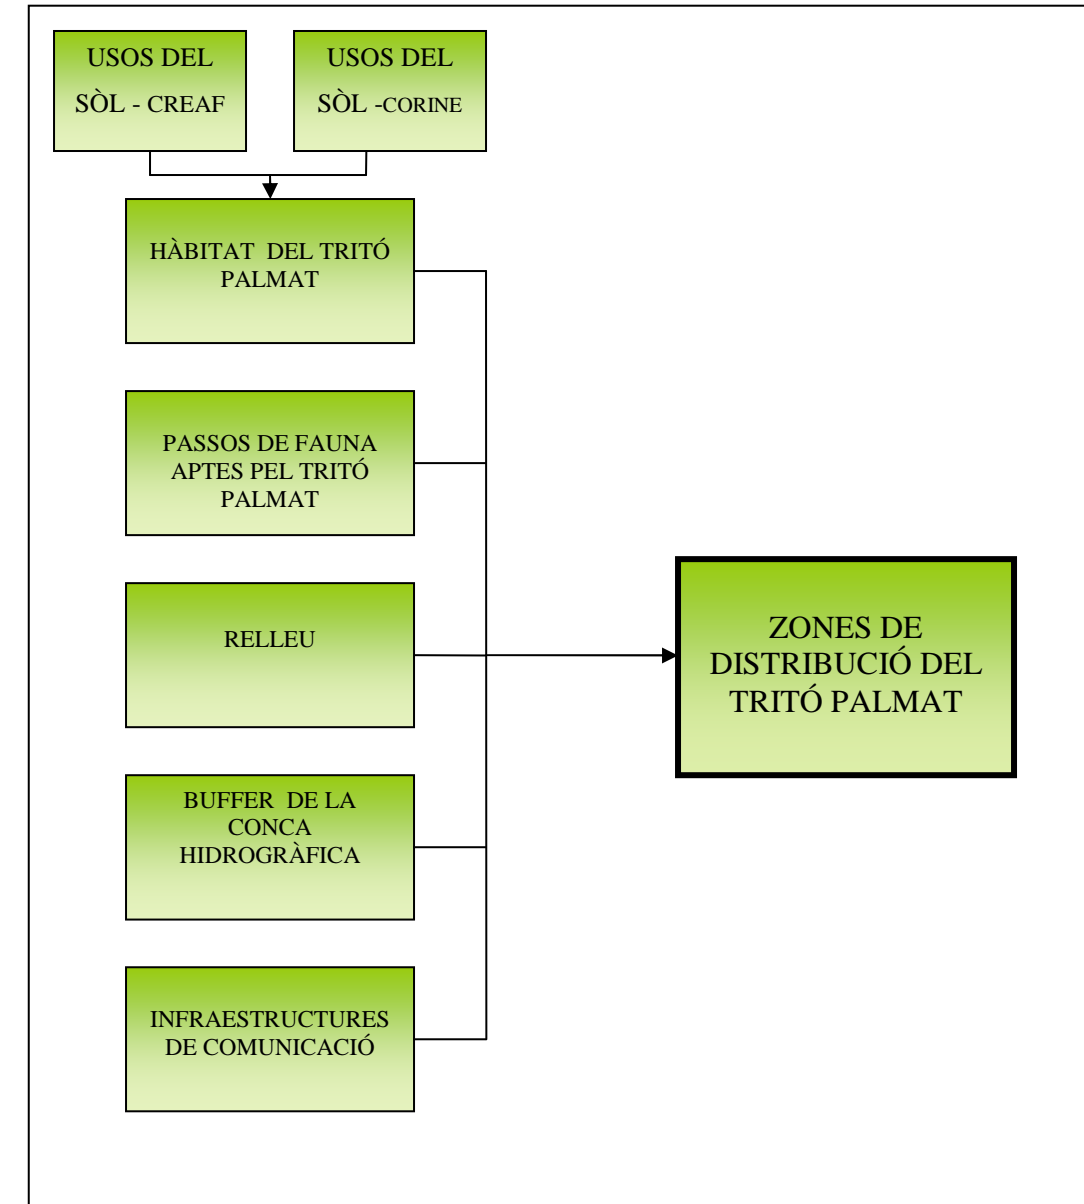 USOS DEL
SÒL - CREAF
USOS DEL
SÒL -CORINE
HÀBITAT DEL TRITÓ
PALMAT
PASSOS DE FAUNA
APTES PEL TRITÓ
PALMAT
RELLEU
BUFFER DE LA
CONCA
HIDROGRÀFICA
INFRAESTRUCTURES
DE COMUNICACIÓ
ZONES DE
DISTRIBUCIÓ DEL
TRITÓ PALMAT